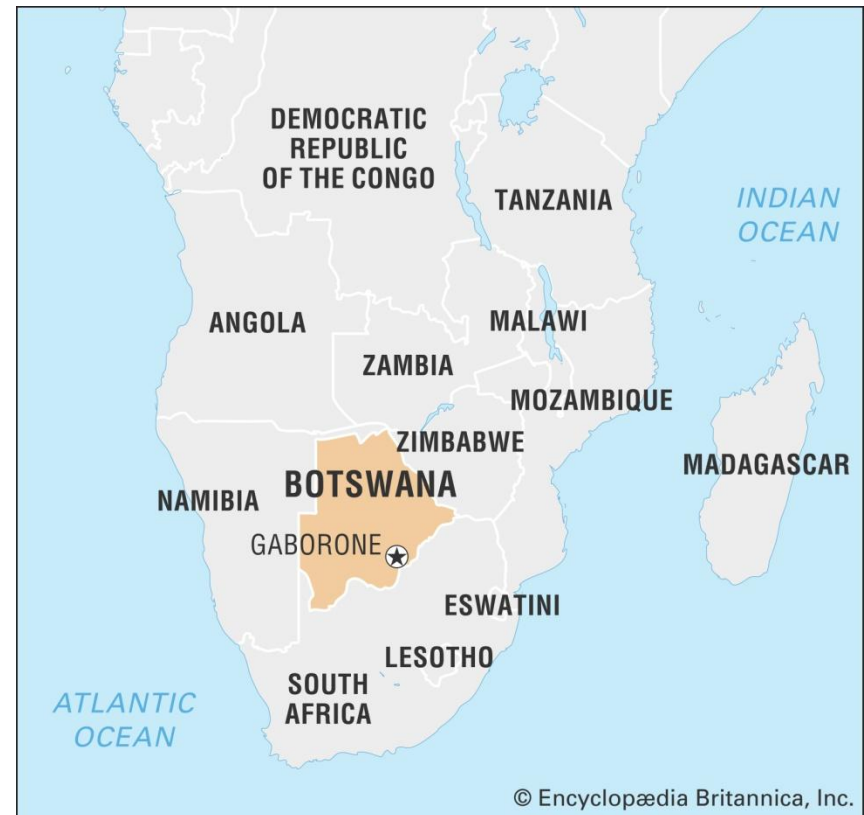 DEMOCRATIC
REPUBLIC
OF THE CONGO
TANZANIA
INDIAN
OCEAN
ANGOLA
MALAWI
ZAMBIA
MOZAMBIQUE
ZIMBABWE
MADAGASCAR
BOTSWANA
NAMIBIA
GABORONE
ESWATINI
LESOTHO
SOUTH
AFRICA
ATLANTIC
OCEAN
© Encyclopædia Britannica, Inc.